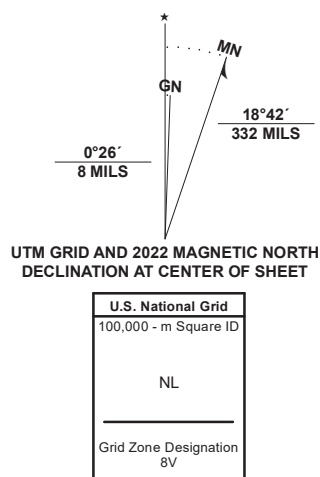 ★
MN
GN
18°42´
332 MILS
0°26´
8 MILS
UTM GRID AND 2022 MAGNETIC NORTH
DECLINATION AT CENTER OF SHEET
U.S. National Grid
100,000 - m Square ID
NL
Grid Zone Designation
8V